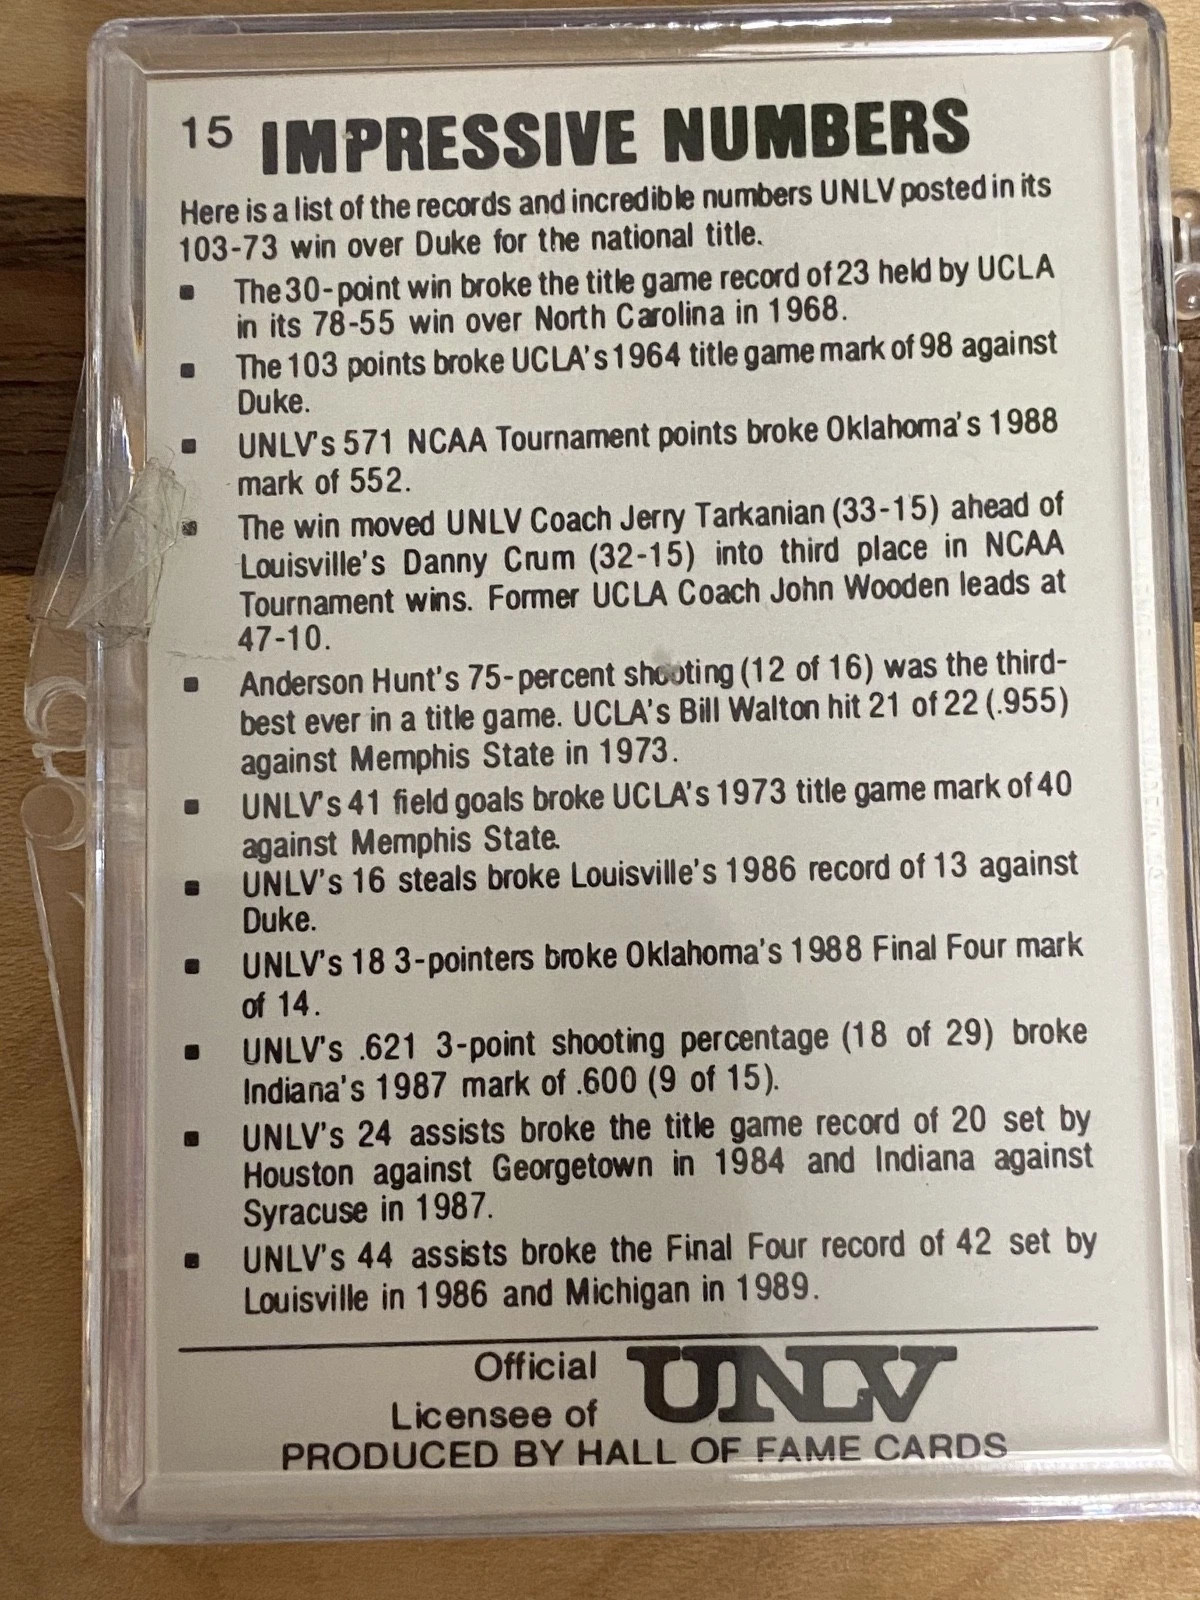 15 IMPRESSIVE NUMBERS
Here is a list of the records and incredible numbers UNLV posted in its
103-73 win over Duke for the national title.
▪ The 30-point win broke the title game record of 23 held by UCLA
in its 78-55 win over North Carolina in 1968.
▪ The 103 points broke UCLA's 1964 title game mark of 98 against
Duke.
▪ UNLV's 571 NCAA Tournament points broke Oklahoma's 1988
mark of 552.
▪ The win moved UNLV Coach Jerry Tarkanian (33-15) ahead of
Louisville's Danny Crum (32-15) into third place in NCAA
Tournament wins. Former UCLA Coach John Wooden leads at
47-10.
▪ Anderson Hunt's 75-percent shooting (12 of 16) was the third-
best ever in a title game. UCLA's Bill Walton hit 21 of 22 (.955)
against Memphis State in 1973.
▪ UNLV's 41 field goals broke UCLA's 1973 title game mark of 40
against Memphis State.
▪ UNLV's 16 steals broke Louisville's 1986 record of 13 against
Duke.
▪ UNLV's 18 3-pointers broke Oklahoma's 1988 Final Four mark
of 14.
▪ UNLV's .621 3-point shooting percentage (18 of 29) broke
Indiana's 1987 mark of .600 (9 of 15).
▪ UNLV's 24 assists broke the title game record of 20 set by
Houston against Georgetown in 1984 and Indiana against
Syracuse in 1987.
▪ UNLV's 44 assists broke the Final Four record of 42 set by
Louisville in 1986 and Michigan in 1989.
Official
Licensee of UNLV
PRODUCED BY HALL OF FAME CARDS